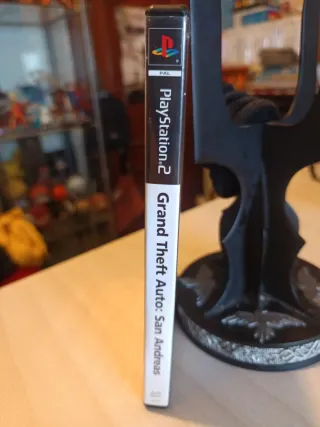 PAL
PlayStation®2
Grand Theft Auto: San Andreas